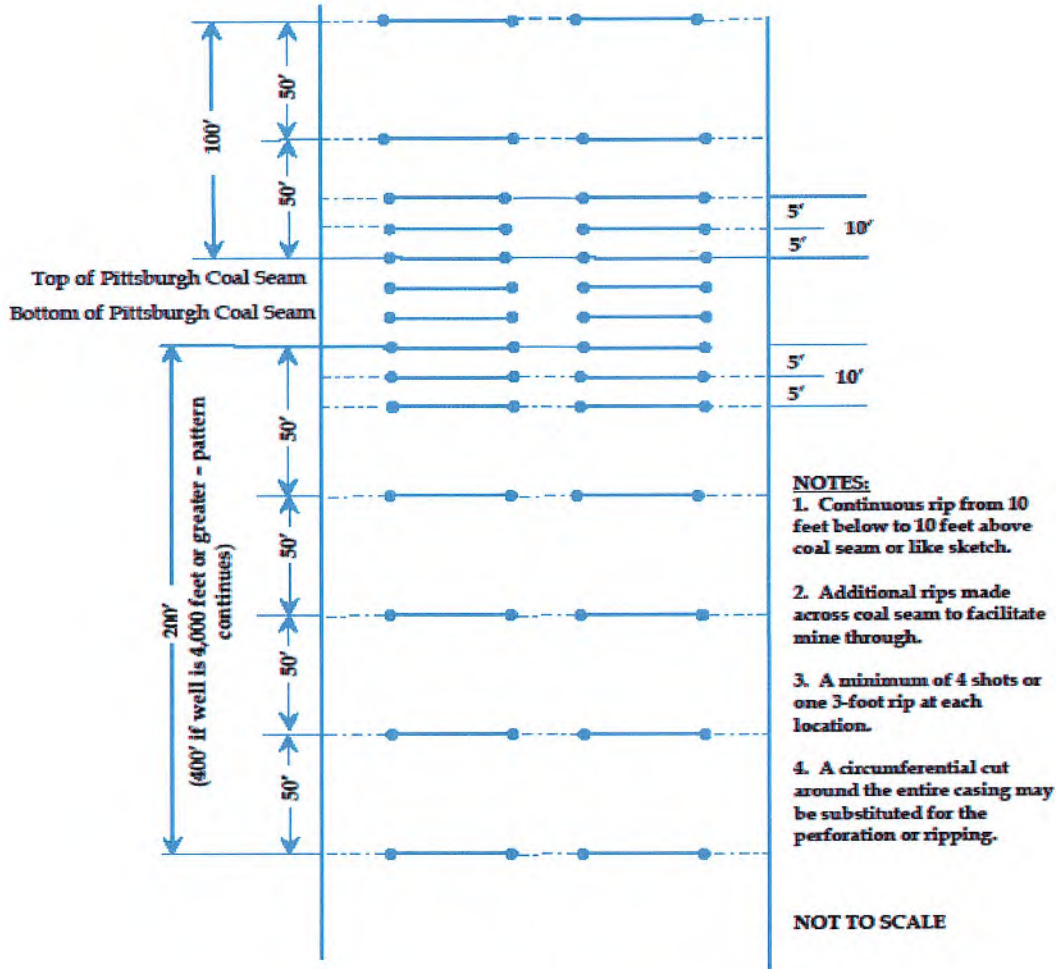 100'
50'
50'
5'
10'
5'
Top of Pittsburgh Coal Seam
Bottom of Pittsburgh Coal Seam
5'
10'
5'
200'
(400' if well is 4,000 feet or greater - pattern
continues)
50'
50'
50'
50'
NOTES:
1. Continuous rip from 10
feet below to 10 feet above
coal seam or like sketch.
2. Additional rips made
across coal seam to facilitate
mine through.
3. A minimum of 4 shots or
one 3-foot rip at each
location.
4. A circumferential cut
around the entire casing may
be substituted for the
perforation or ripping.
NOT TO SCALE